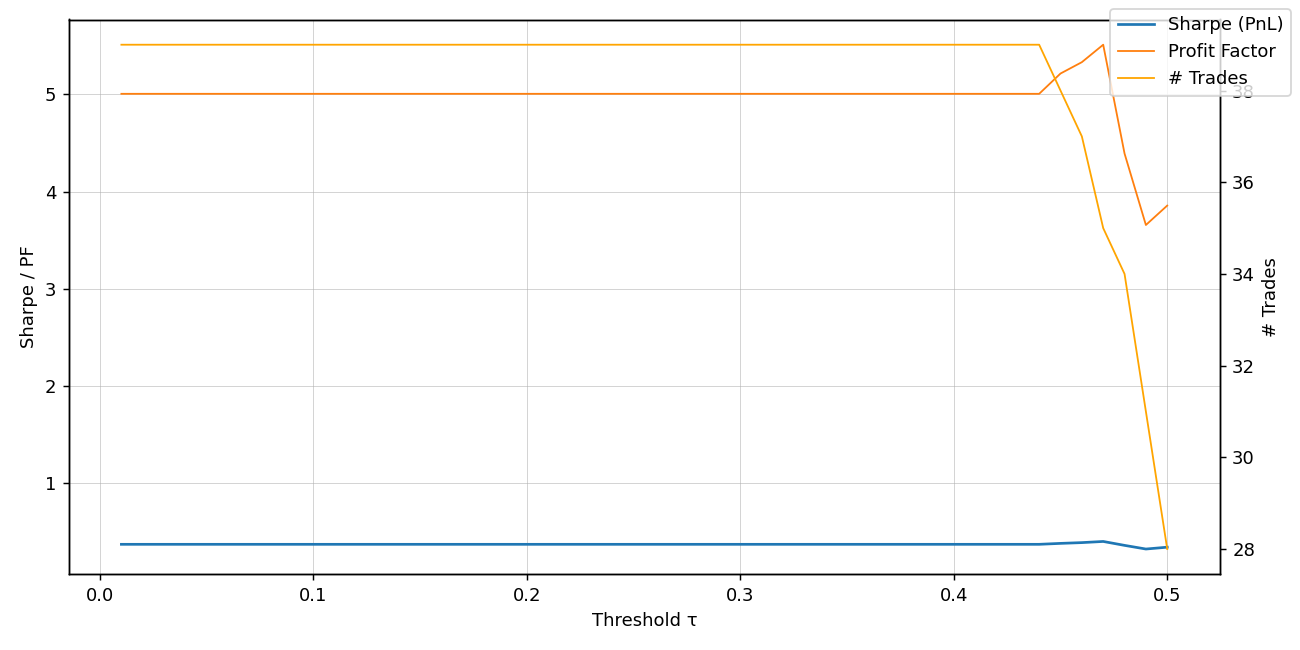 Sharpe (PnL)
Profit Factor
# Trades
Sharpe / PF
5
4
3
2
1
38
36
34
32
30
28
# Trades
0.0
0.1
0.2
0.3
0.4
0.5
Threshold τ